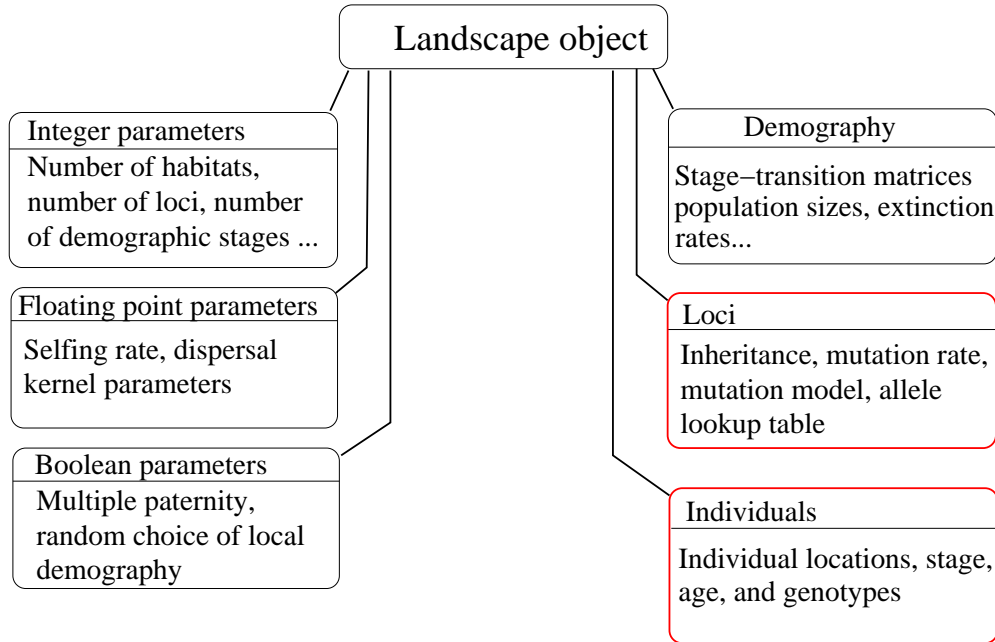 Landscape object
Integer parameters
Number of habitats,
number of loci, number
of demographic stages ...
Floating point parameters
Selfing rate, dispersal
kernel parameters
Boolean parameters
Multiple paternity,
random choice of local
demography
Demography
Stage−transition matrices
population sizes, extinction
rates...
Loci
Inheritance, mutation rate,
mutation model, allele
lookup table
Individuals
Individual locations, stage,
age, and genotypes